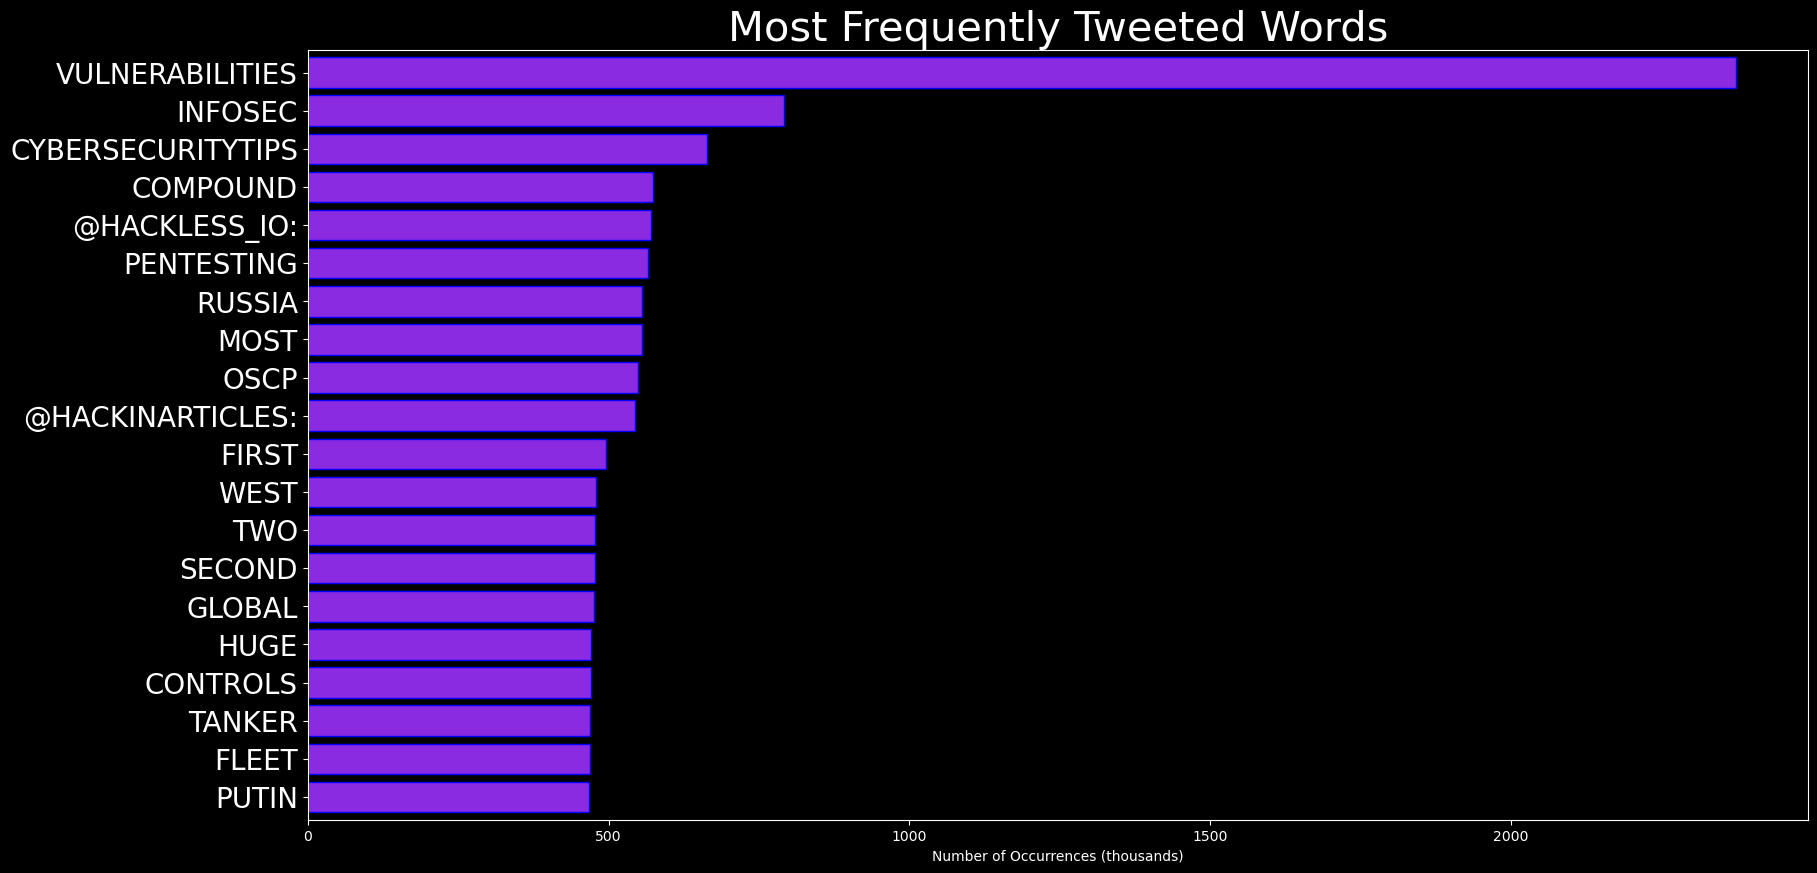 Most Frequently Tweeted Words
VULNERABILITIES
INFOSEC
CYBERSECURITYTIPS
COMPOUND
@HACKLESS_IO:
PENTESTING
RUSSIA
MOST
OSCP
@HACKINARTICLES:
FIRST
WEST
TWO
SECOND
GLOBAL
HUGE
CONTROLS
TANKER
FLEET
PUTIN
0 500 1000 1500 2000
Number of Occurrences (thousands)